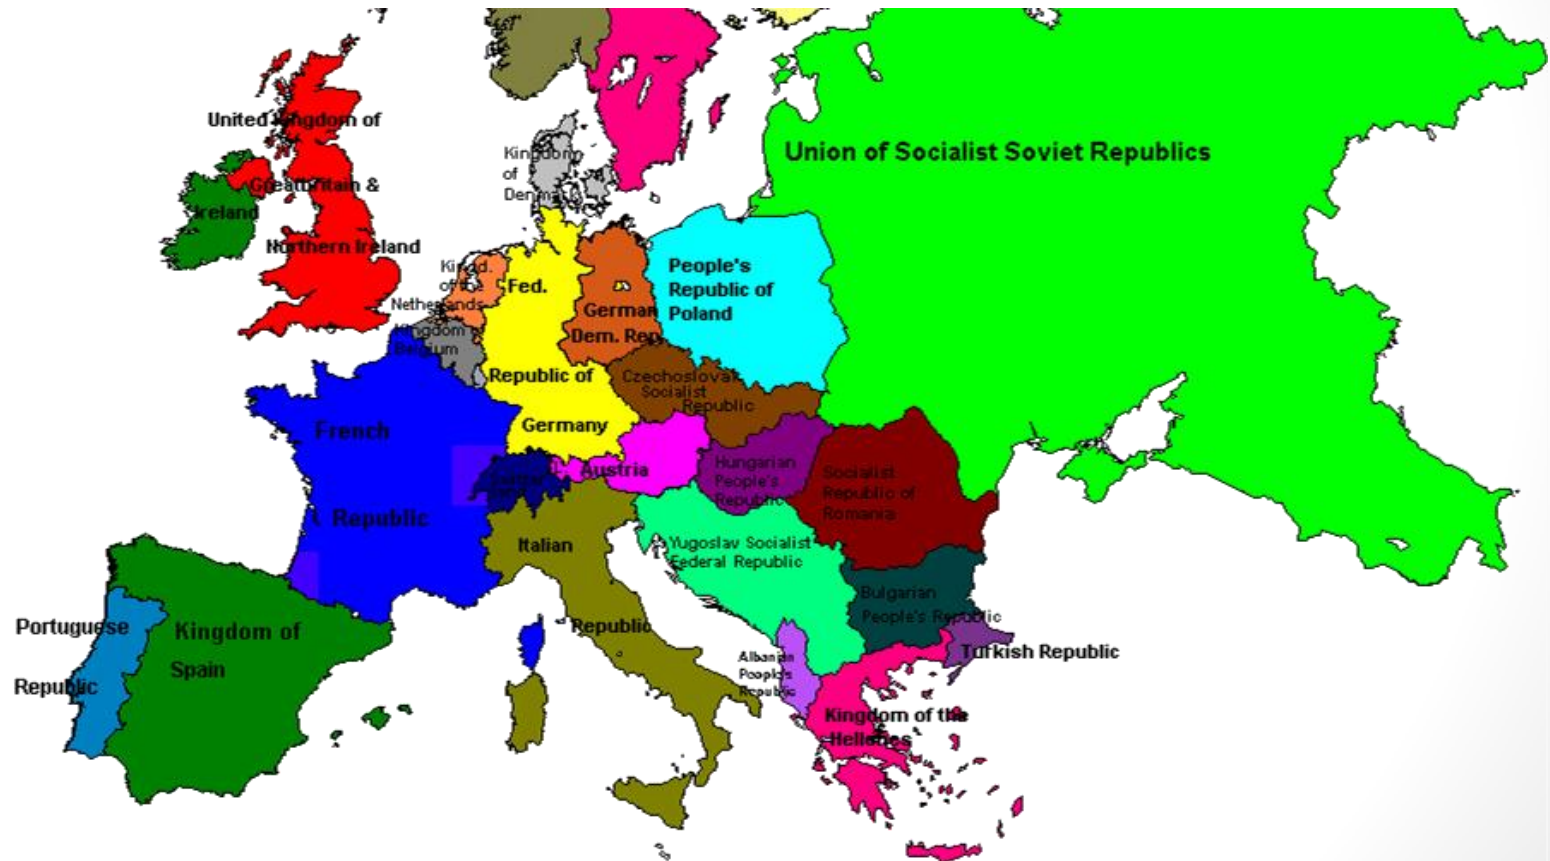 United Kingdom of
Greatbritain &
Northern Ireland
Ireland
Kingdom
of
Denmark
Union of Socialist Soviet Republics
Kingd.
of the
Netherlands
Kingdom of
Belgium
Fed.
Republic of
Germany
German
Dem. Rep.
People's
Republic of
Poland
Czechoslovak
Socialist
Republic
French
Republic
Austria
Hungarian
People's
Republic
Socialist
Republic of
Romania
Italian
Republic
Yugoslav Socialist
Federal Republic
Bulgarian
People's Republic
Portuguese
Republic
Kingdom of
Spain
Albanian
People's
Republic
Turkish Republic
Kingdom of the
Hellenes